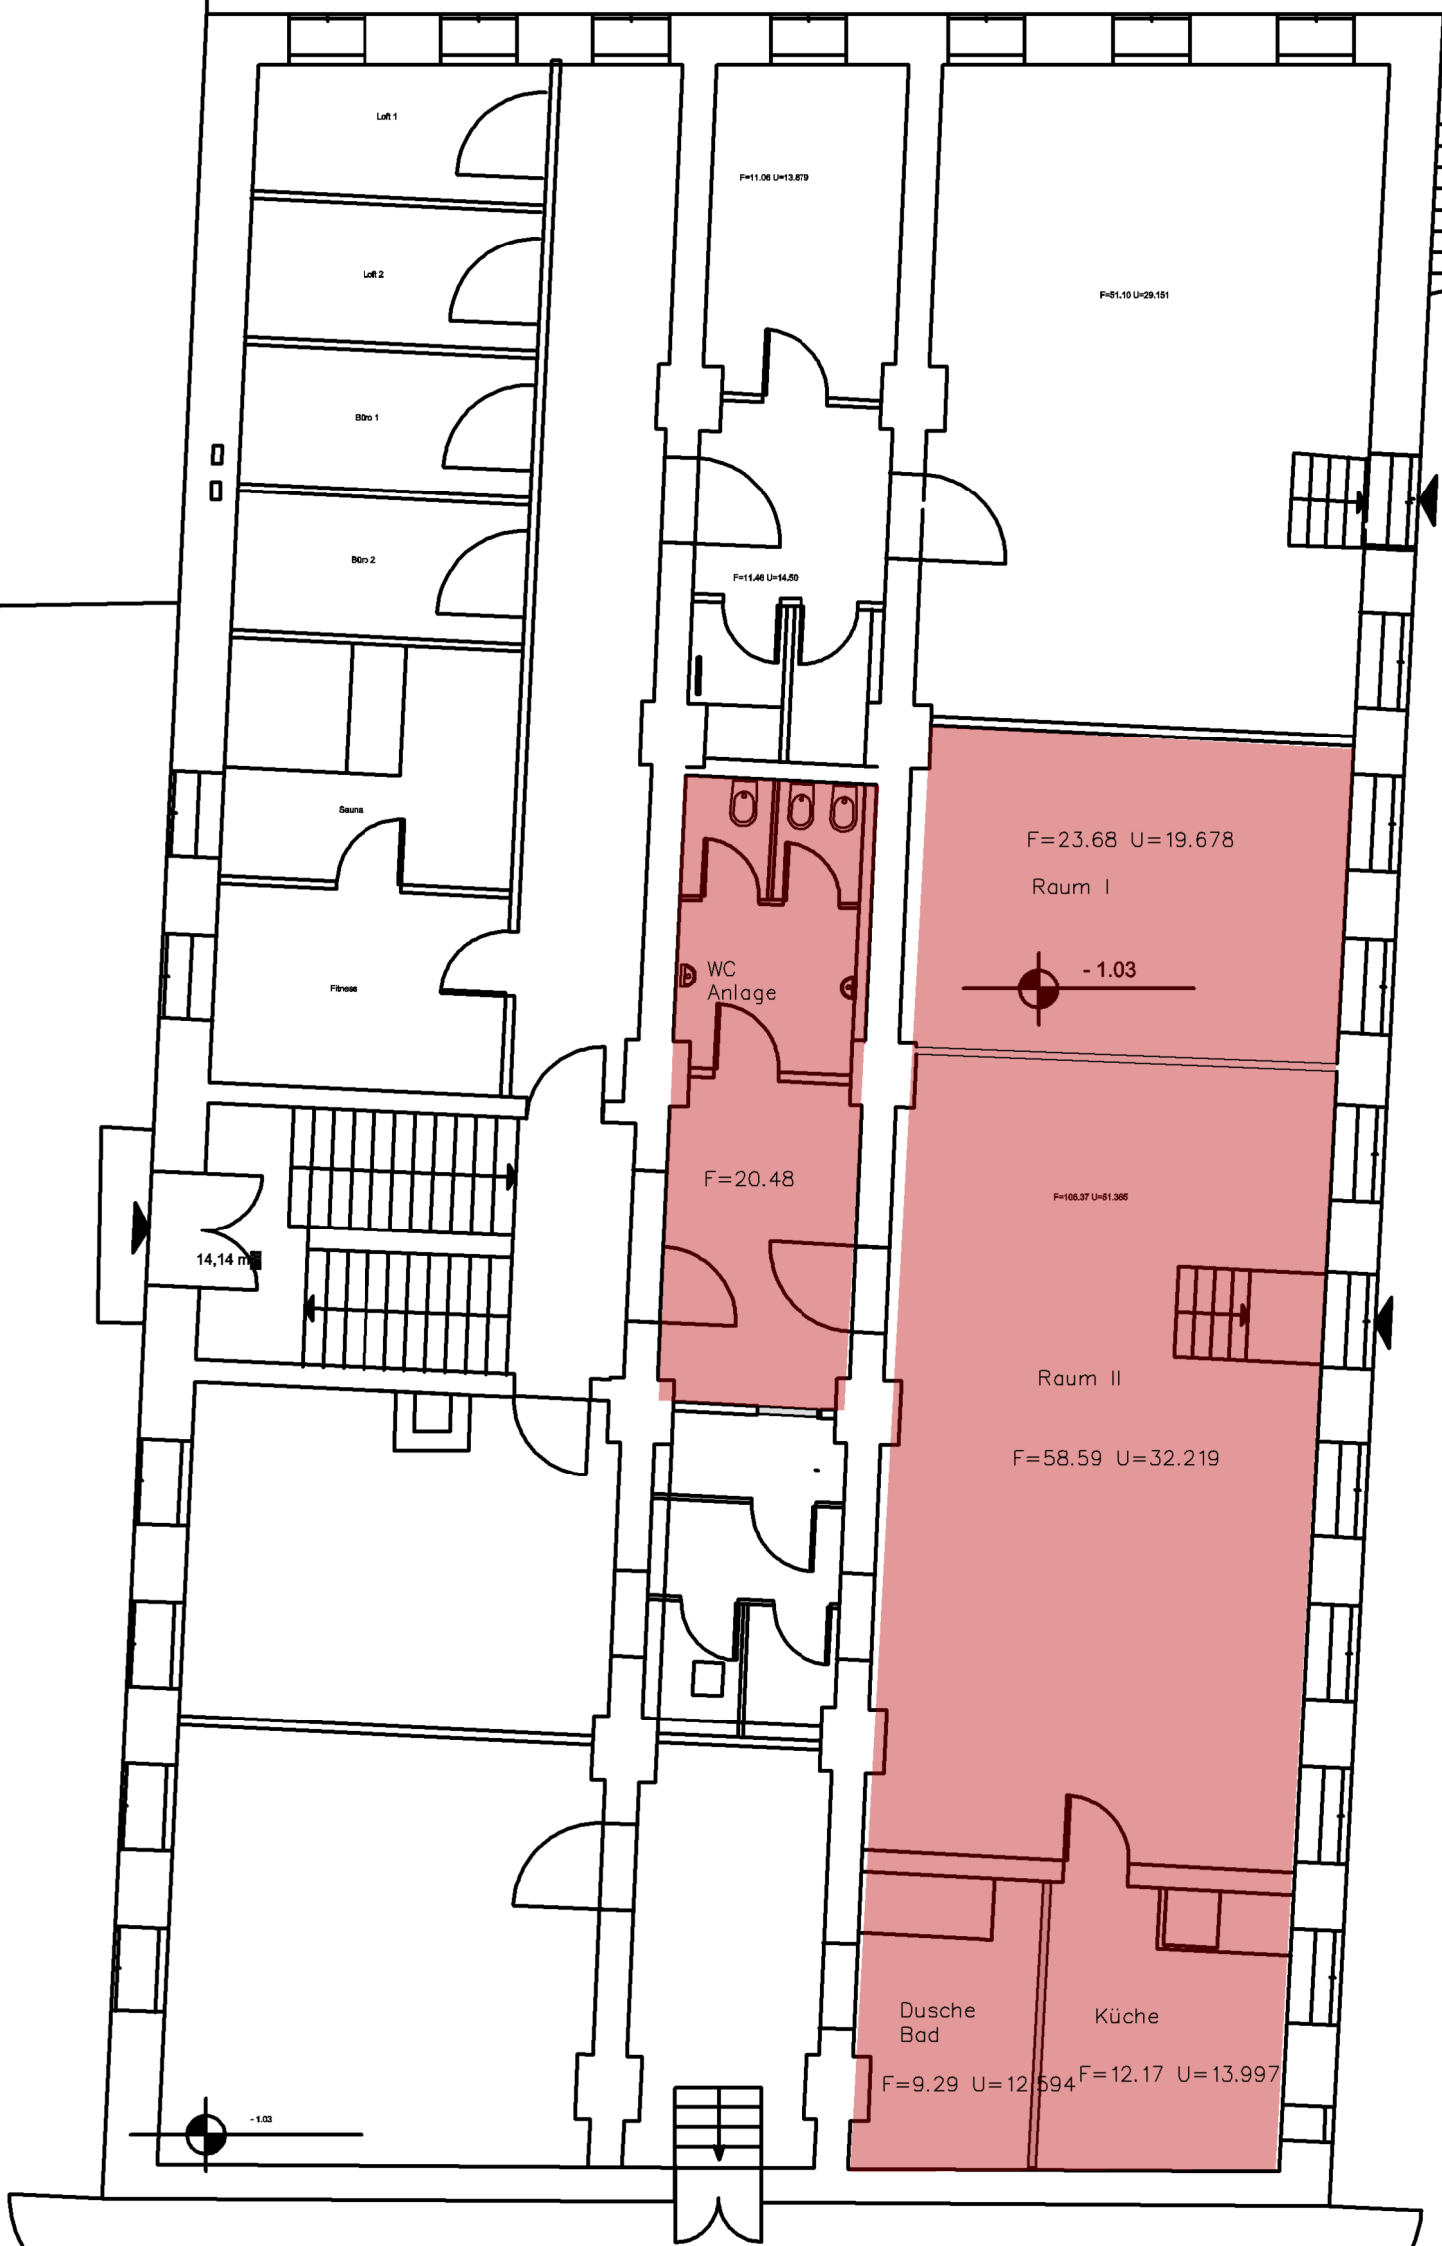 Loft 1
F=11.06 U=13.879
Loft 2
F=51.10 U=29.151
Büro 1
Büro 2
F=11.46 U=14.50
Sauna
F=23.68 U=19.678
Raum I
WC
Anlage
- 1.03
Fitness
F=20.48
F=106.37 U=51.365
14,14 m
Raum II
F=58.59 U=32.219
Dusche
Bad
Küche
F=9.29 U=12.594
F=12.17 U=13.997
- 1.03